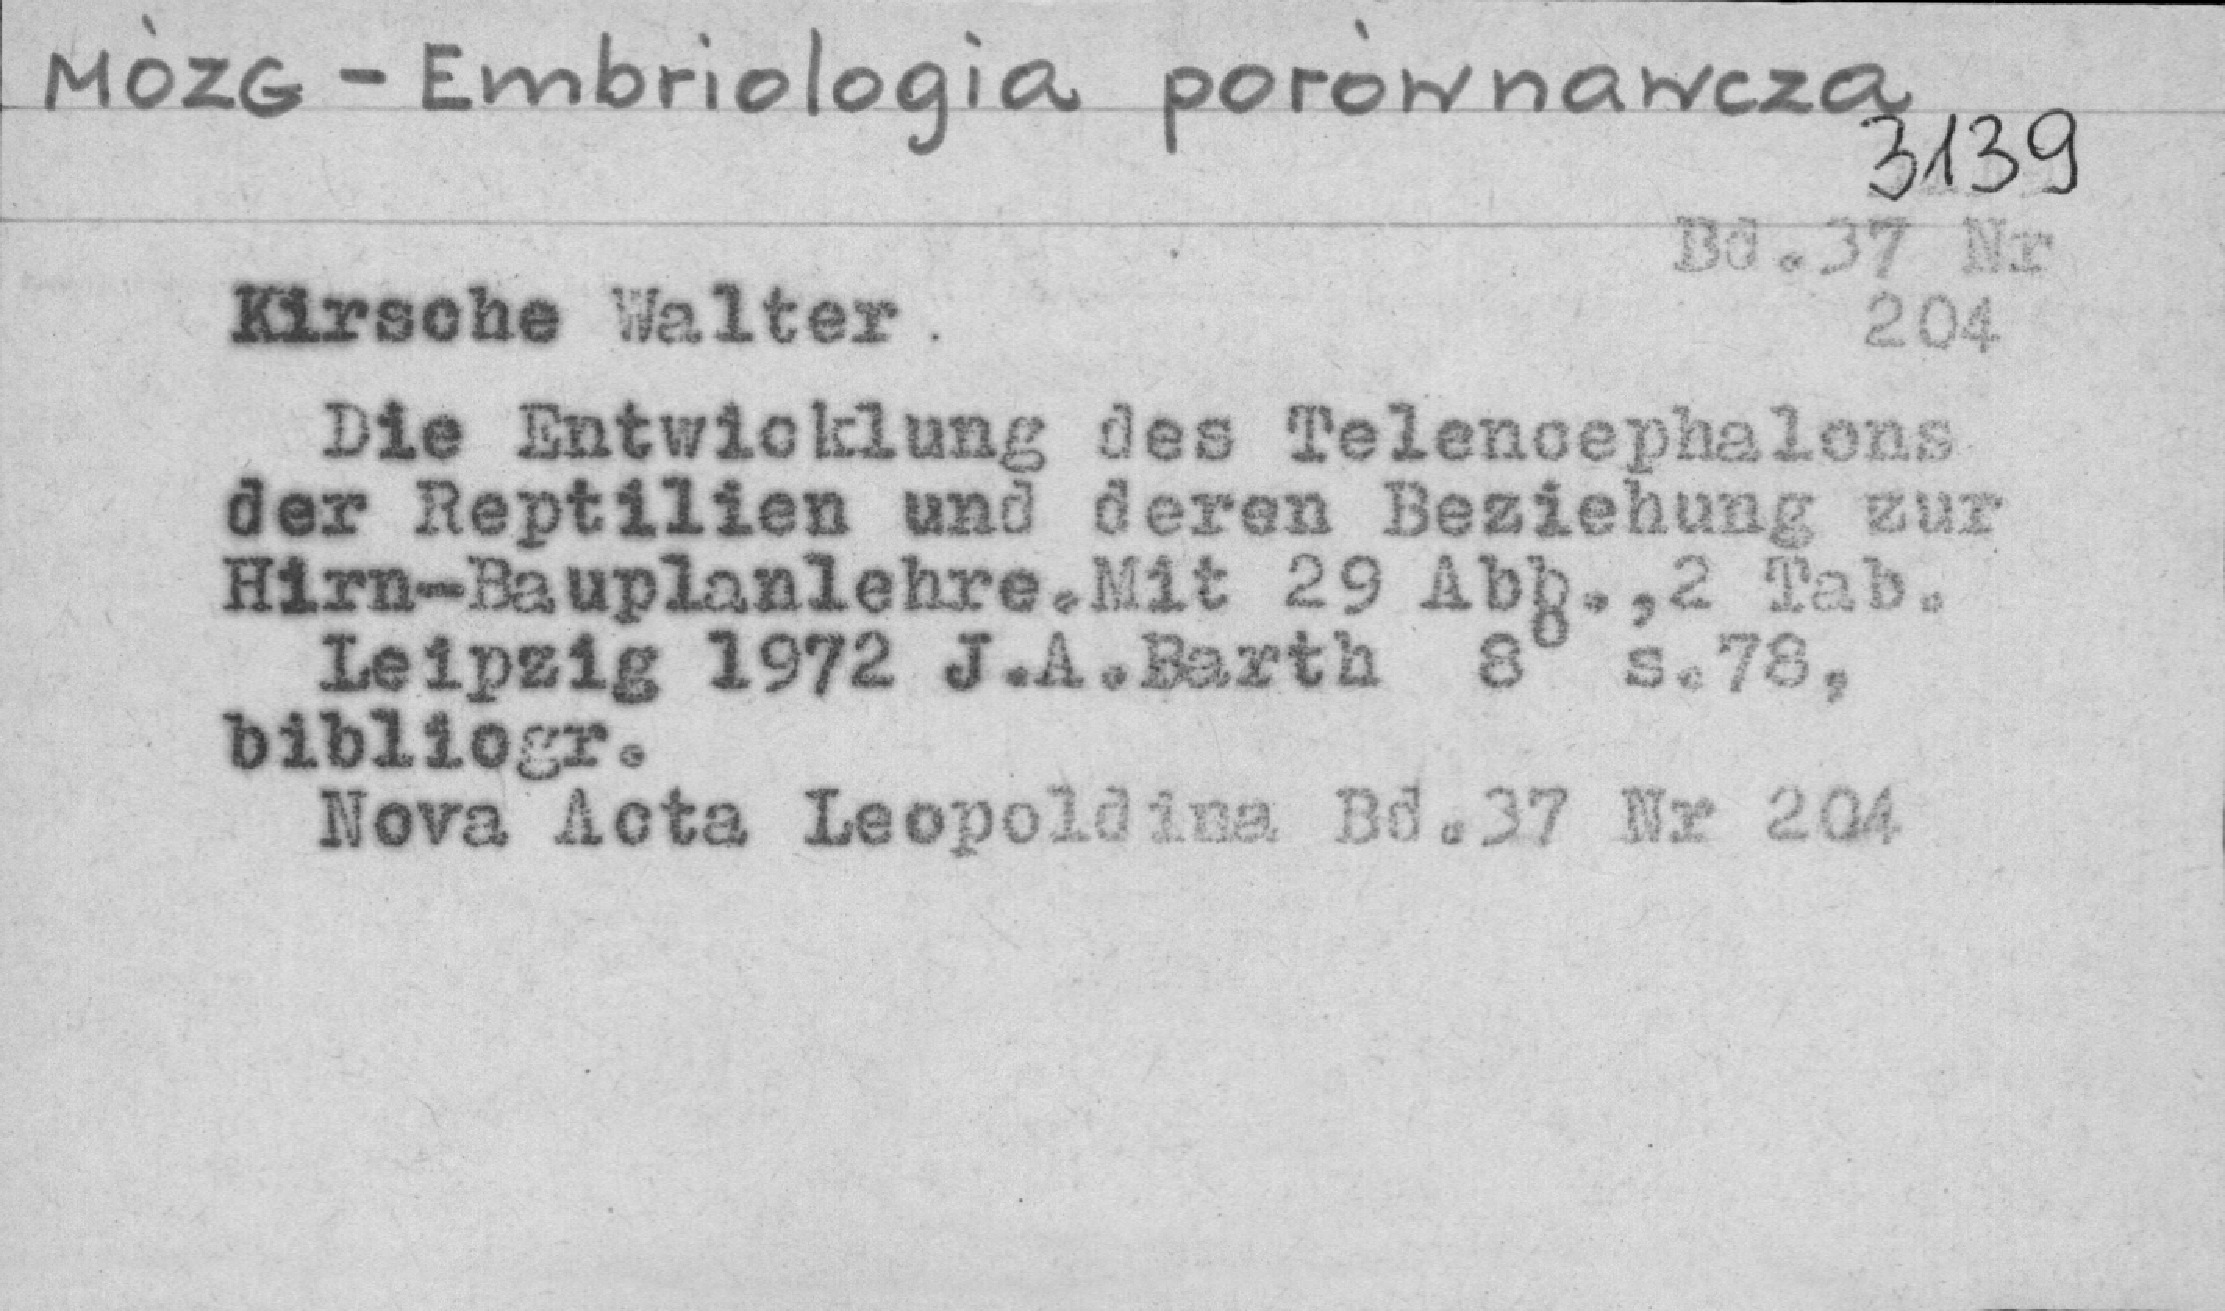 MÓZG - Embriologia porównawcza
3139
Bd.37 Nr
204
Kirsche Walter.
Die Entwicklung des Telencephalons
der Reptilien und deren Beziehung zur
Hirn-Bauplanlehre.Mit 29 Abb.,2 Tab.
Leipzig 1972 J.A.Barth 8° s.78,
bibliogr.
Nova Acta Leopoldina Bd.37 Nr 204